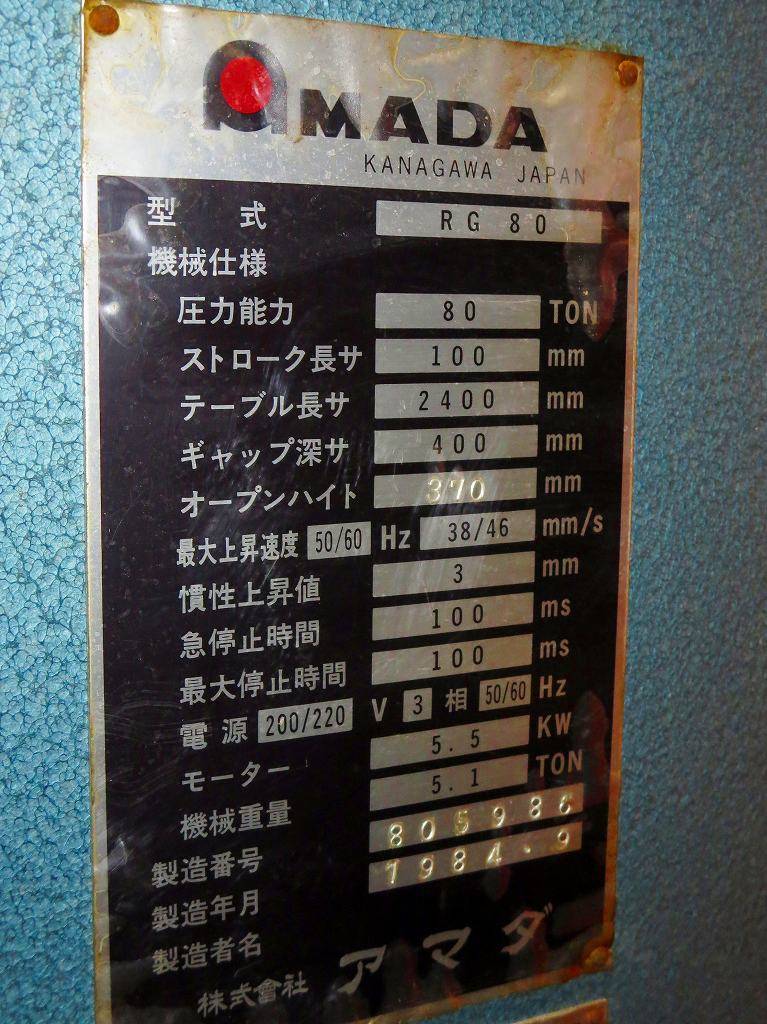 AMADA
KANAGAWA JAPAN
型式 RG 80
機械仕様
圧力能力 80 TON
ストローク長サ 100 mm
テーブル長サ 2400 mm
ギャップ深サ 400 mm
オープンハイト 370 mm
最大上昇速度 50/60 Hz 38/46 mm/s
慣性上昇値 3 mm
急停止時間 100 ms
最大停止時間 100 ms
電源 200/220 V 3 相 50/60 Hz
モーター 5.5 KW
機械重量 5.1 TON
製造番号
製造年月 1984.9
製造者名
株式會社 アマダ